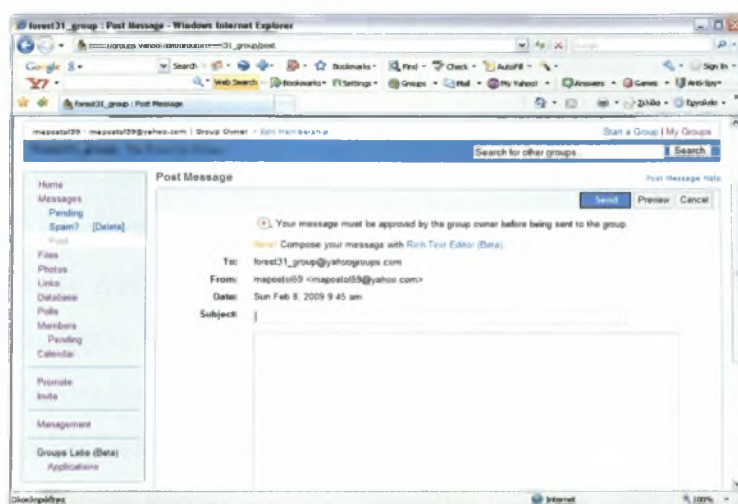 forest31_group : Post Message - Windows Internet Explorer
Google Search Bookmarks Find Check AutoFill Sign In
Y7 Web Search Bookmarks Settings Groups Mail My Yahoo! Answers Games Anti-Spy
forest31_group : Post Message
mapostol59 · mapostol59@yahoo.com | Group Owner - Edit Membership Start a Group | My Groups
Search for other groups... Search
Post Message Post Message Help
Send Preview Cancel
Your message must be approved by the group owner before being sent to the group.
New! Compose your message with Rich Text Editor (Beta)
To: forest31_group@yahoogroups.com
From: mapostol59 <mapostol59@yahoo.com>
Date: Sun Feb 8, 2009 9:45 am
Subject:
Home
Messages
Pending
Spam? [Delete]
Post
Files
Photos
Links
Database
Polls
Members
Pending
Calendar
Promote
Invite
Management
Groups Labs (Beta)
Applications
Ολοκληρώθηκε Internet 100%